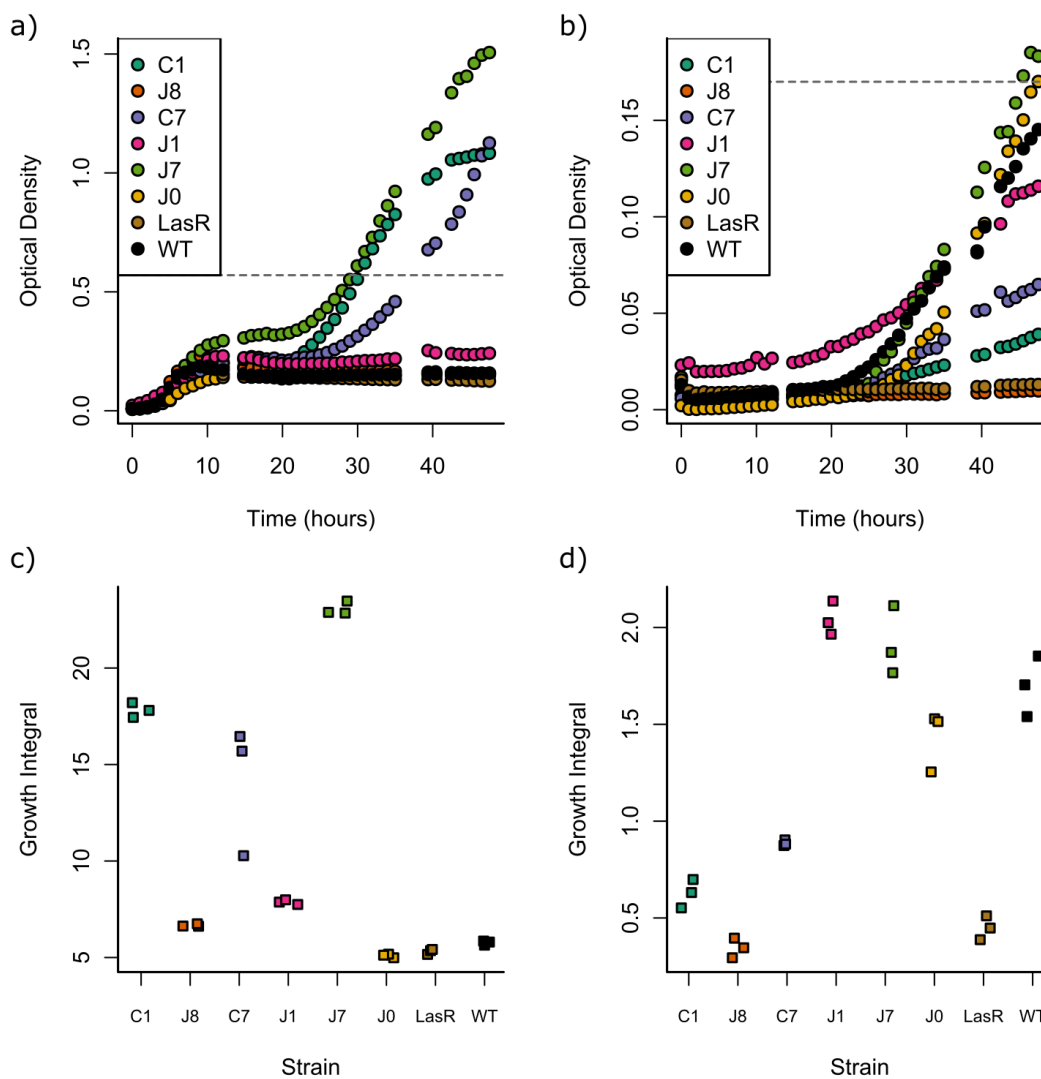 a)
1.5
1.0
0.5
0.0
Optical Density
C1
J8
C7
J1
J7
J0
LasR
WT
0 10 20 30 40
Time (hours)
b)
0.15
0.10
0.05
0.00
Optical Density
C1
J8
C7
J1
J7
J0
LasR
WT
0 10 20 30 40
Time (hours)
c)
20
15
10
5
Growth Integral
C1 J8 C7 J1 J7 J0 LasR WT
Strain
d)
2.0
1.5
1.0
0.5
Growth Integral
C1 J8 C7 J1 J7 J0 LasR WT
Strain